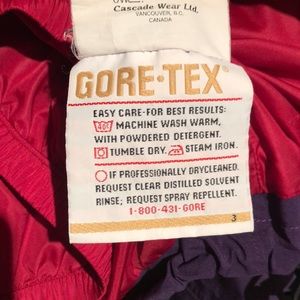 Cascade Wear Ltd.
VANCOUVER, B.C.
CANADA
GORE-TEX®
EASY CARE-FOR BEST RESULTS:
MACHINE WASH WARM,
WITH POWDERED DETERGENT.
TUMBLE DRY. STEAM IRON.
IF PROFESSIONALLY DRYCLEANED,
REQUEST CLEAR DISTILLED SOLVENT
RINSE; REQUEST SPRAY REPELLENT.
1-800-431-GORE
3